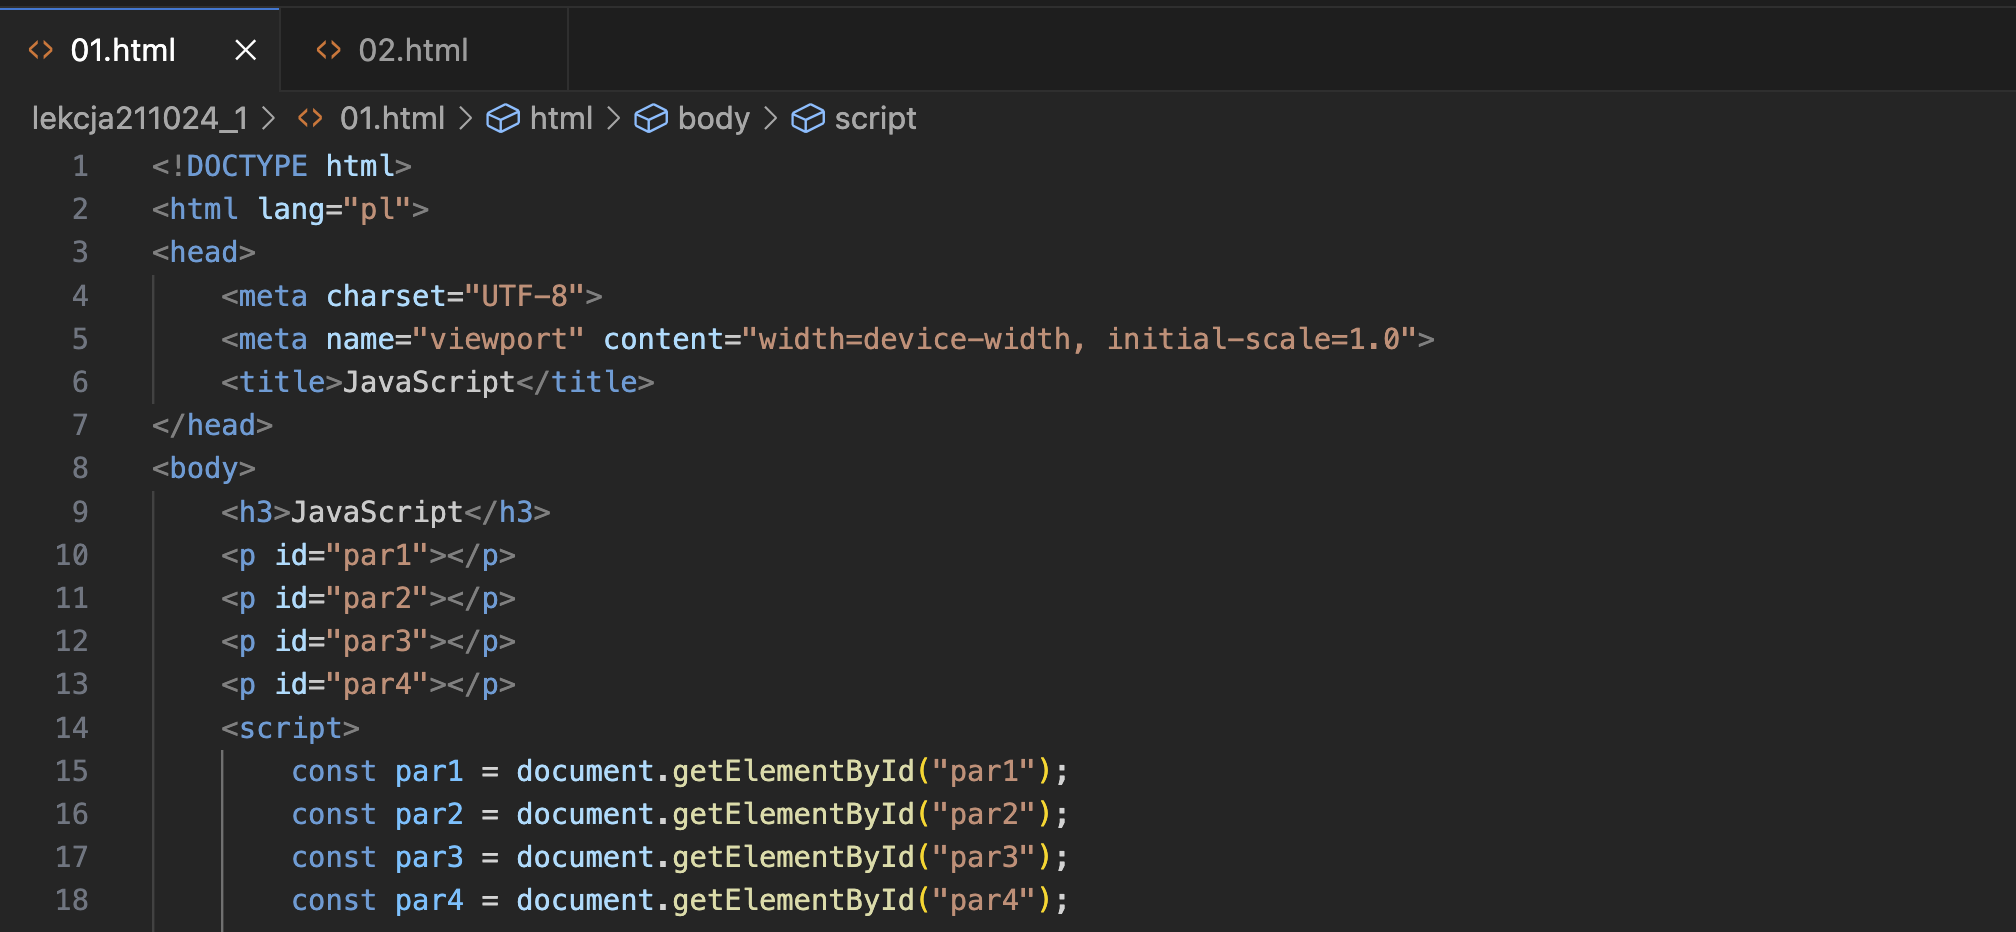 01.html 02.html
lekcja211024_1 > 01.html > html > body > script
1 <!DOCTYPE html>
2 <html lang="pl">
3 <head>
4 <meta charset="UTF-8">
5 <meta name="viewport" content="width=device-width, initial-scale=1.0">
6 <title>JavaScript</title>
7 </head>
8 <body>
9 <h3>JavaScript</h3>
10 <p id="par1"></p>
11 <p id="par2"></p>
12 <p id="par3"></p>
13 <p id="par4"></p>
14 <script>
15 const par1 = document.getElementById("par1");
16 const par2 = document.getElementById("par2");
17 const par3 = document.getElementById("par3");
18 const par4 = document.getElementById("par4");